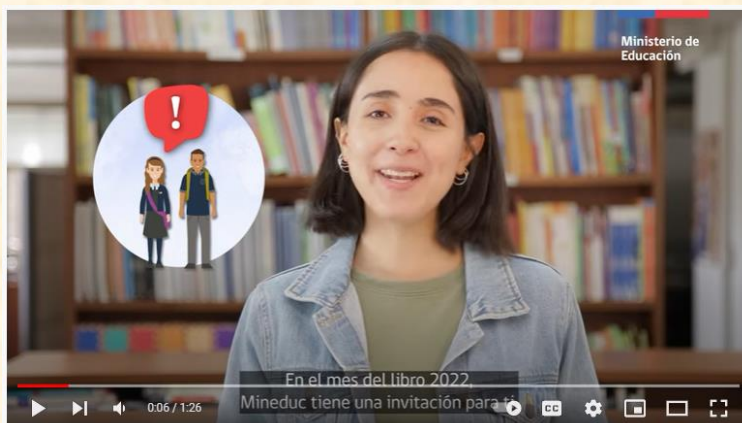 Ministerio de
Educación
!
En el mes del libro 2022,
Mineduc tiene una invitación para ti
0:06 / 1:26
CC